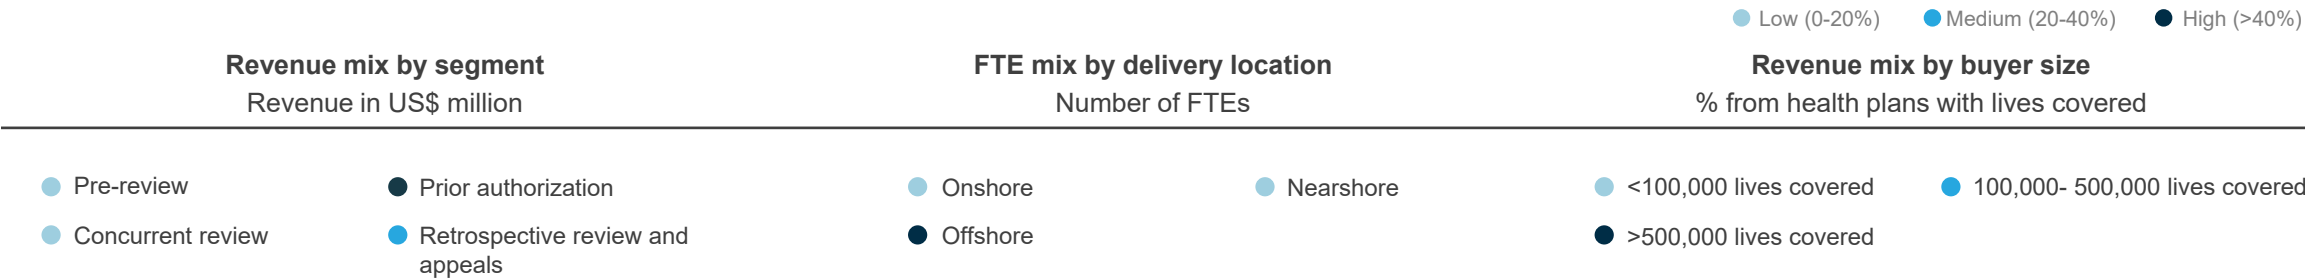 Low (0-20%) Medium (20-40%) High (>40%)
Revenue mix by segment
Revenue in US$ million
FTE mix by delivery location
Number of FTEs
Revenue mix by buyer size
% from health plans with lives covered
Pre-review
Prior authorization
Concurrent review
Retrospective review and
appeals
Onshore
Nearshore
Offshore
<100,000 lives covered
100,000- 500,000 lives covered
>500,000 lives covered